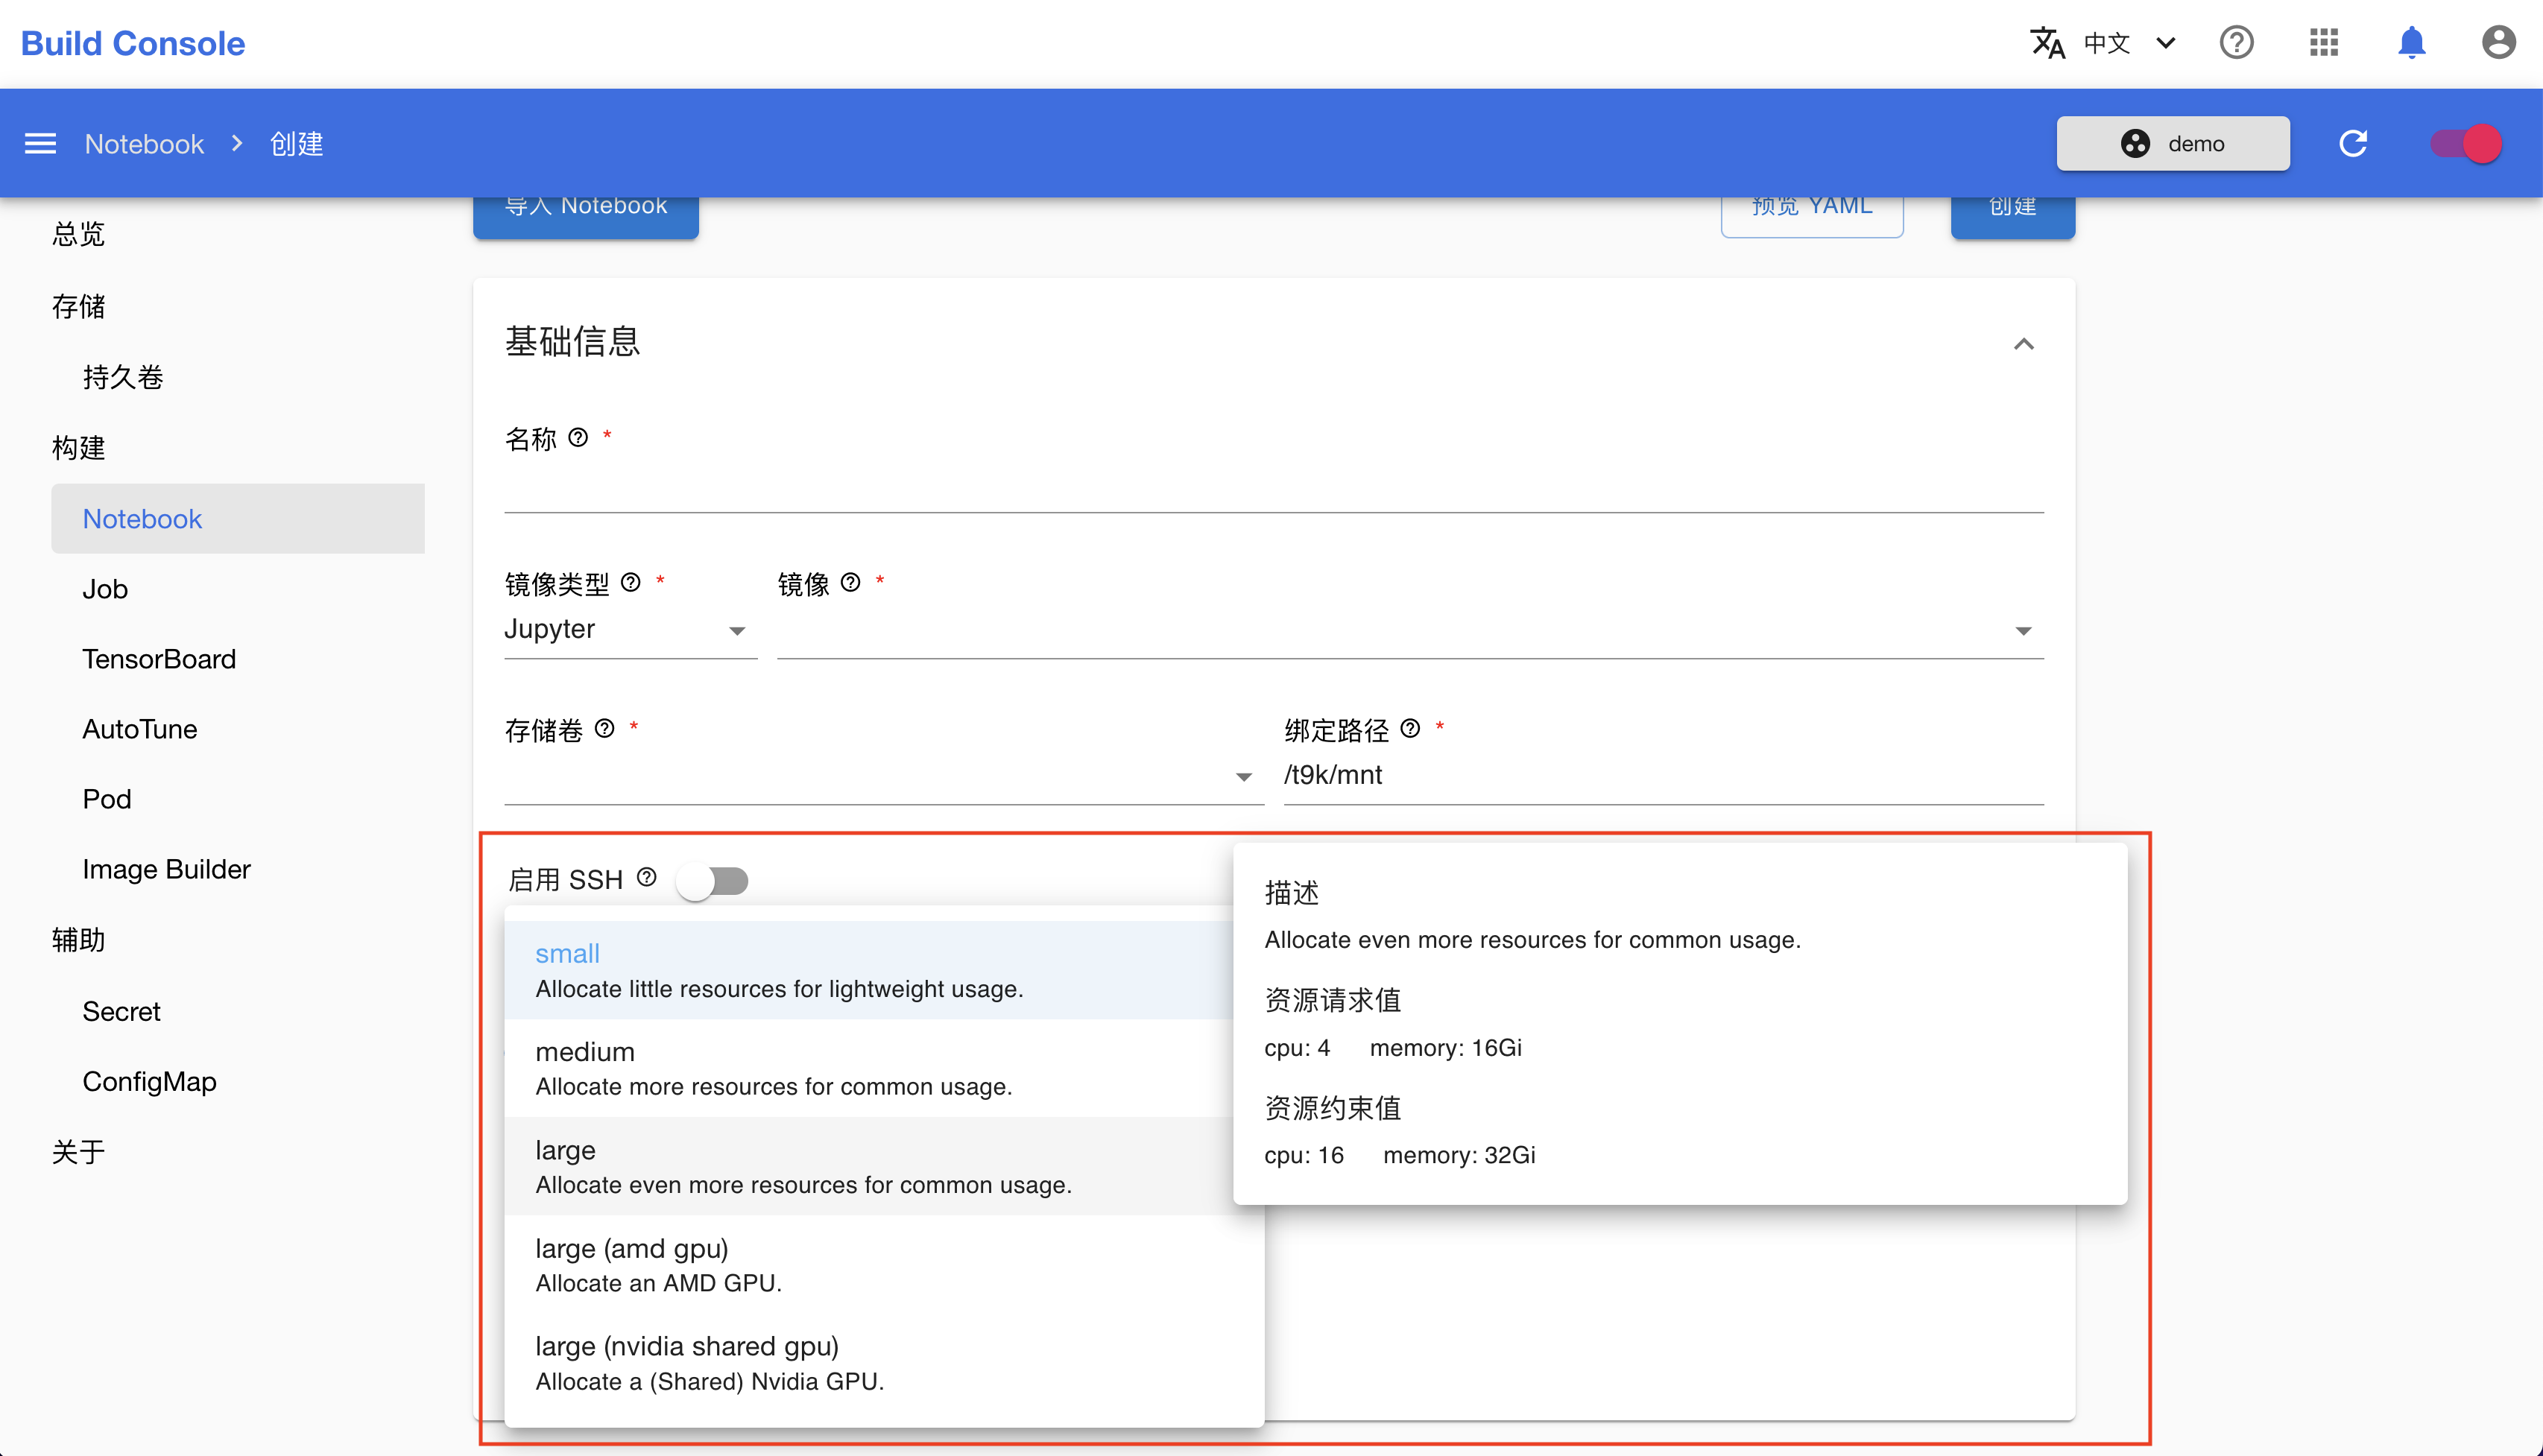 Build Console
中文
Notebook > 创建
demo
总览
存储
持久卷
构建
Notebook
Job
TensorBoard
AutoTune
Pod
Image Builder
辅助
Secret
ConfigMap
关于
导入 Notebook
预览 YAML
创建
基础信息
名称 *
镜像类型 *
镜像 *
Jupyter
存储卷 *
绑定路径 *
/t9k/mnt
启用 SSH
small
Allocate little resources for lightweight usage.
medium
Allocate more resources for common usage.
large
Allocate even more resources for common usage.
large (amd gpu)
Allocate an AMD GPU.
large (nvidia shared gpu)
Allocate a (Shared) Nvidia GPU.
描述
Allocate even more resources for common usage.
资源请求值
cpu: 4 memory: 16Gi
资源约束值
cpu: 16 memory: 32Gi